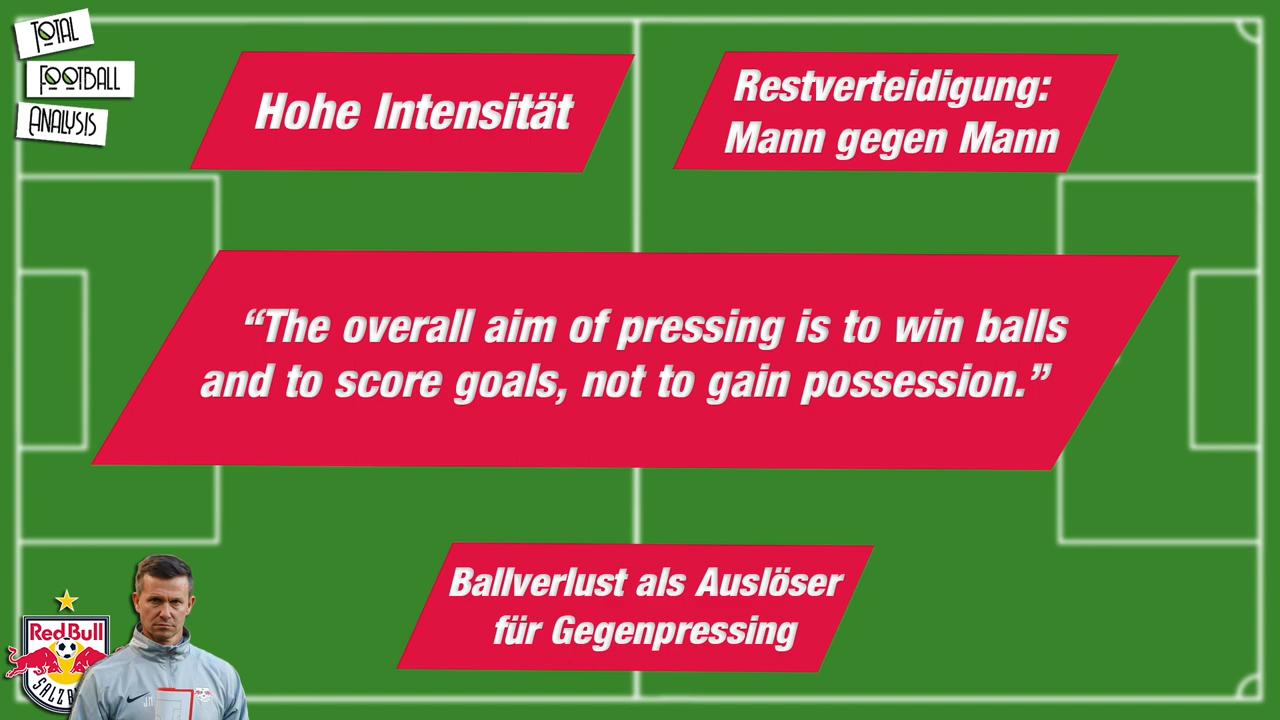 TOTAL
FOOTBALL
ANALYSIS
Hohe Intensität
Restverteidigung:
Mann gegen Mann
“The overall aim of pressing is to win balls
and to score goals, not to gain possession.”
Ballverlust als Auslöser
für Gegenpressing
Red Bull
JM